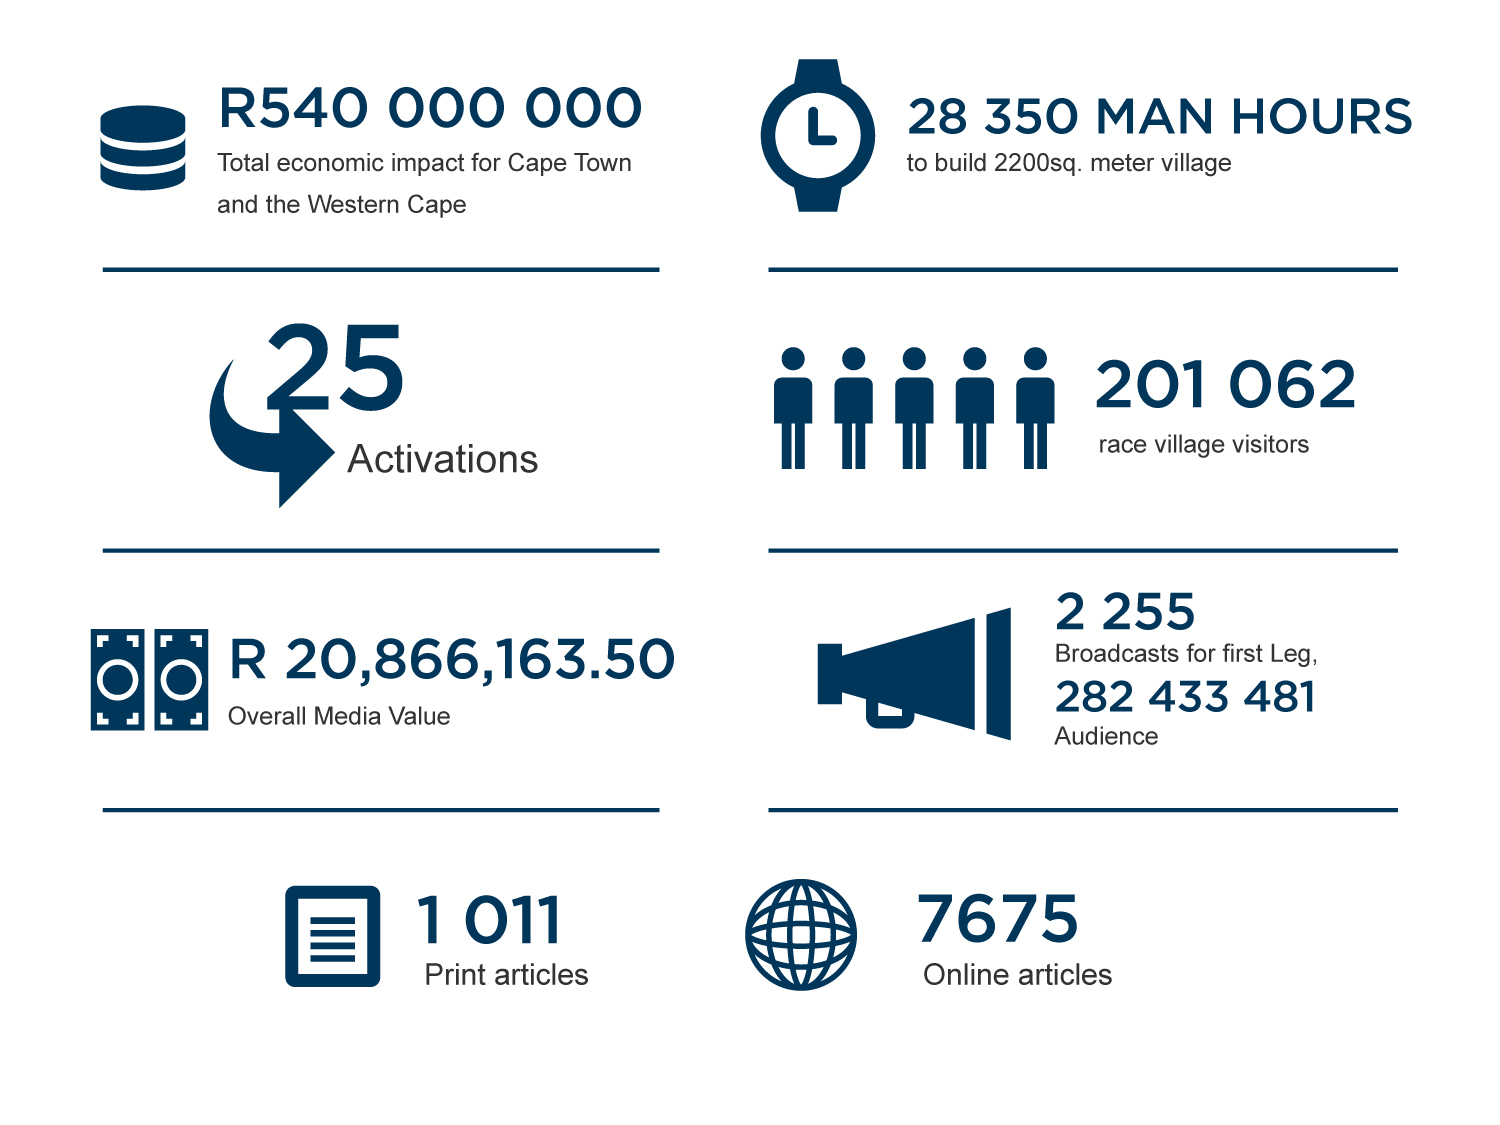 R540 000 000
Total economic impact for Cape Town
and the Western Cape
28 350 MAN HOURS
to build 2200sq. meter village
25
Activations
201 062
race village visitors
R 20,866,163.50
Overall Media Value
2 255
Broadcasts for first Leg,
282 433 481
Audience
1 011
Print articles
7675
Online articles